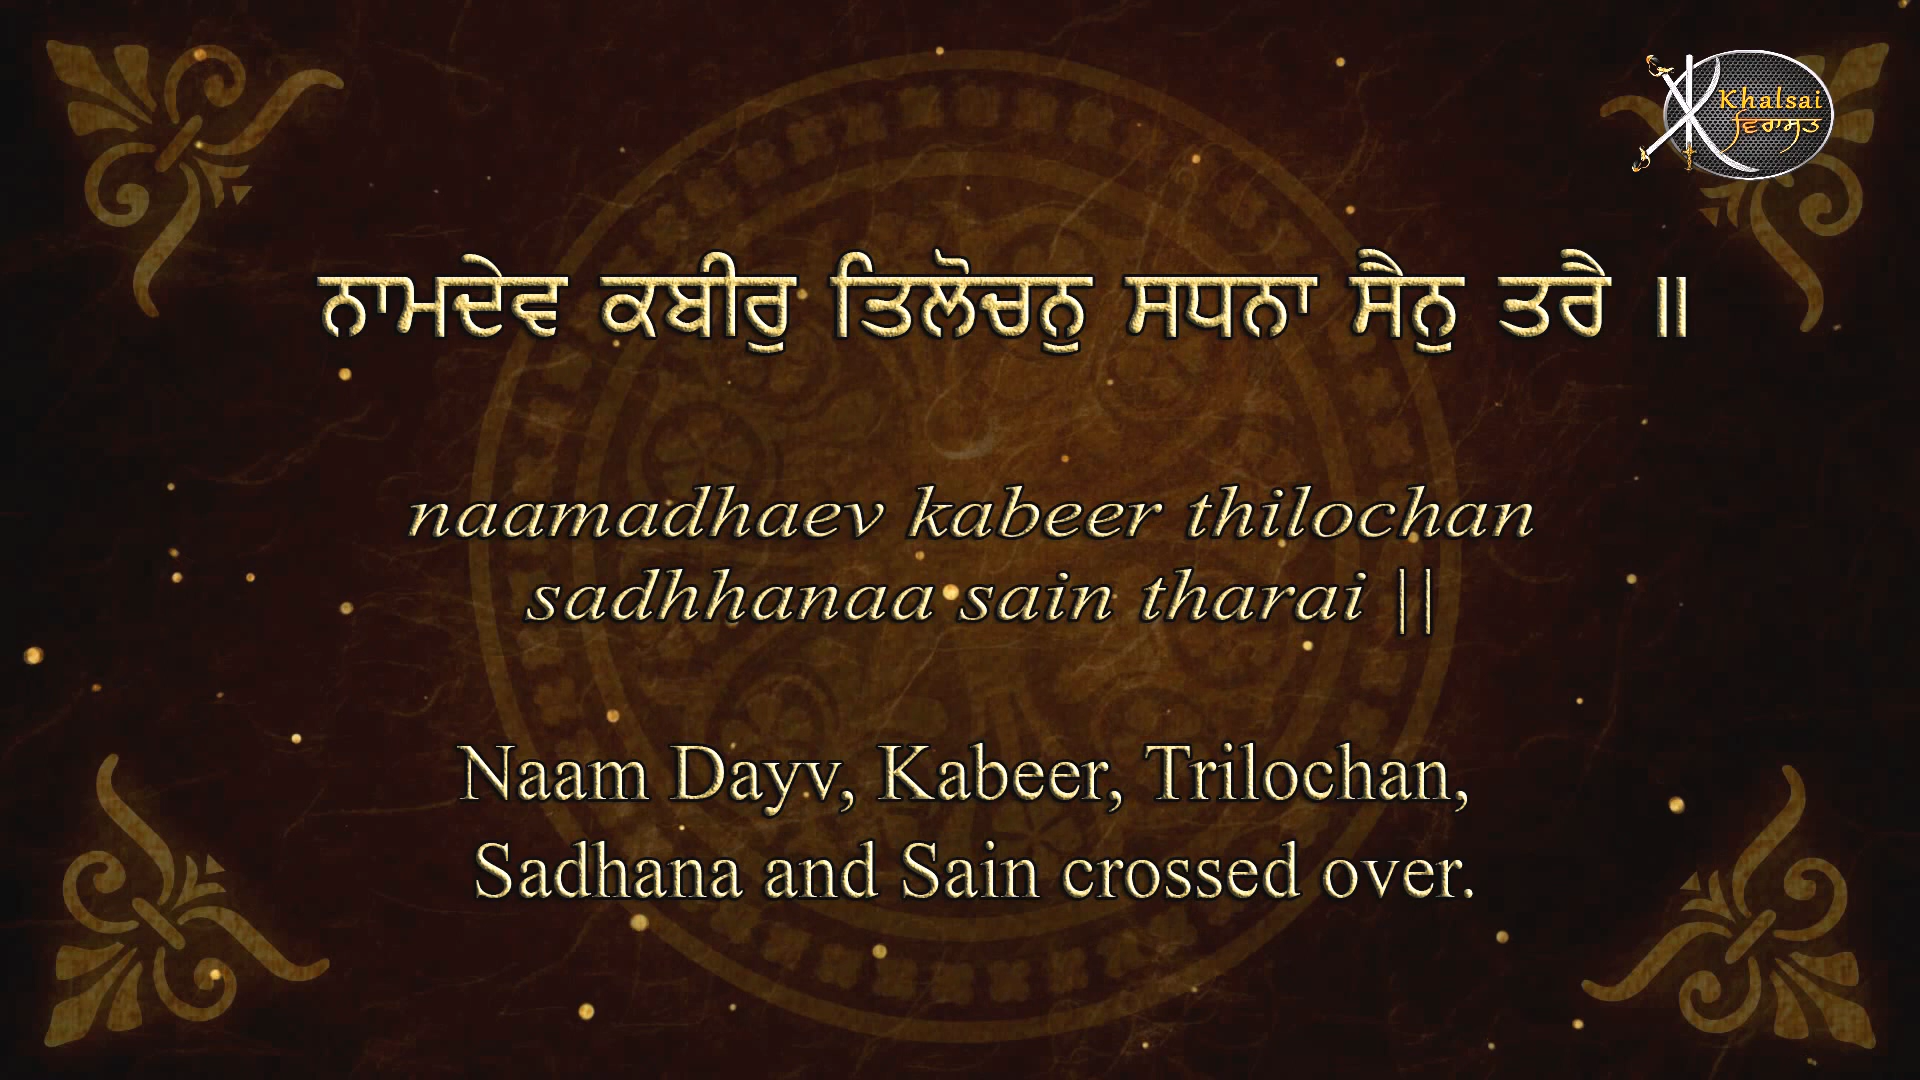 Khalsai
ਵਿਰਾਸਤ
ਨਾਮਦੇਵ ਕਬੀਰੁ ਤਿਲੋਚਨੁ ਸਧਨਾ ਸੈਨੁ ਤਰੈ ॥
naamadhaev kabeer thilochan
sadhhanaa sain tharai ||
Naam Dayv, Kabeer, Trilochan,
Sadhana and Sain crossed over.